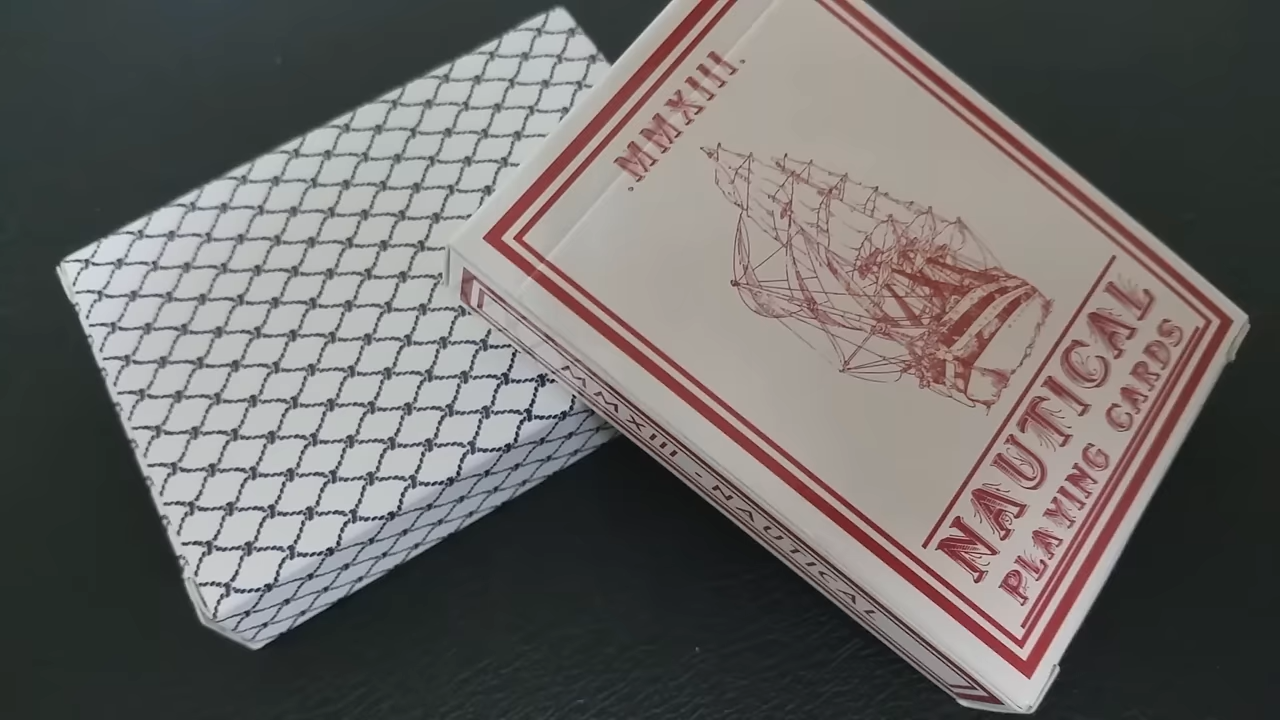 .MMXIII.
NAUTICAL
PLAYING CARDS
MMXIII - NAUTICAL